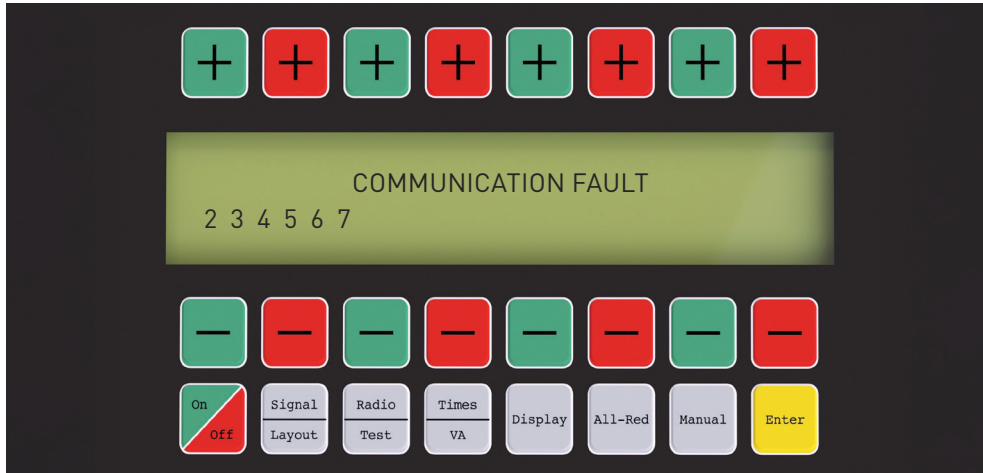 + + + + + + + +
COMMUNICATION FAULT
2 3 4 5 6 7
− − − − − − − −
On Off Signal Layout Radio Test Times VA Display All-Red Manual Enter